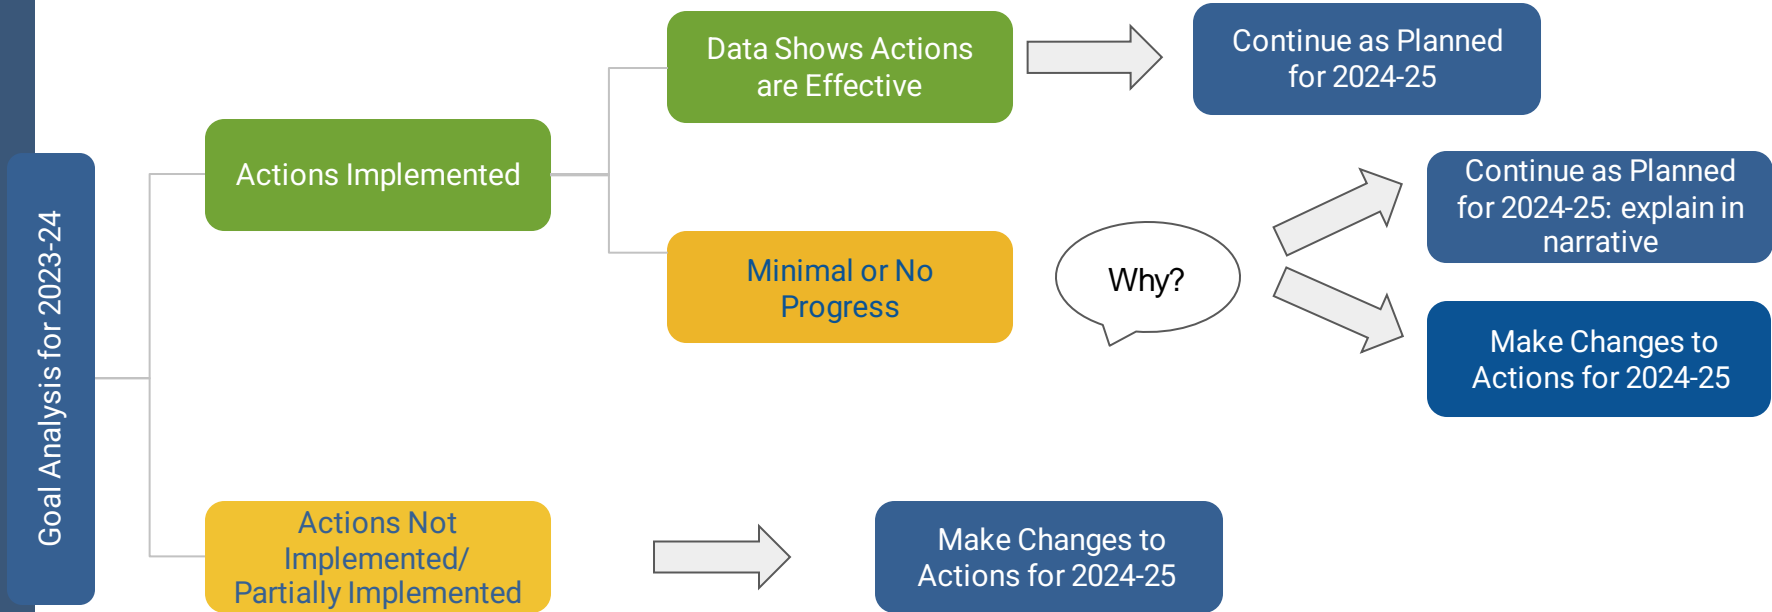 Goal Analysis for 2023-24
Actions Implemented
Data Shows Actions
are Effective
Continue as Planned
for 2024-25
Minimal or No
Progress
Why?
Continue as Planned
for 2024-25: explain in
narrative
Make Changes to
Actions for 2024-25
Actions Not
Implemented/
Partially Implemented
Make Changes to
Actions for 2024-25